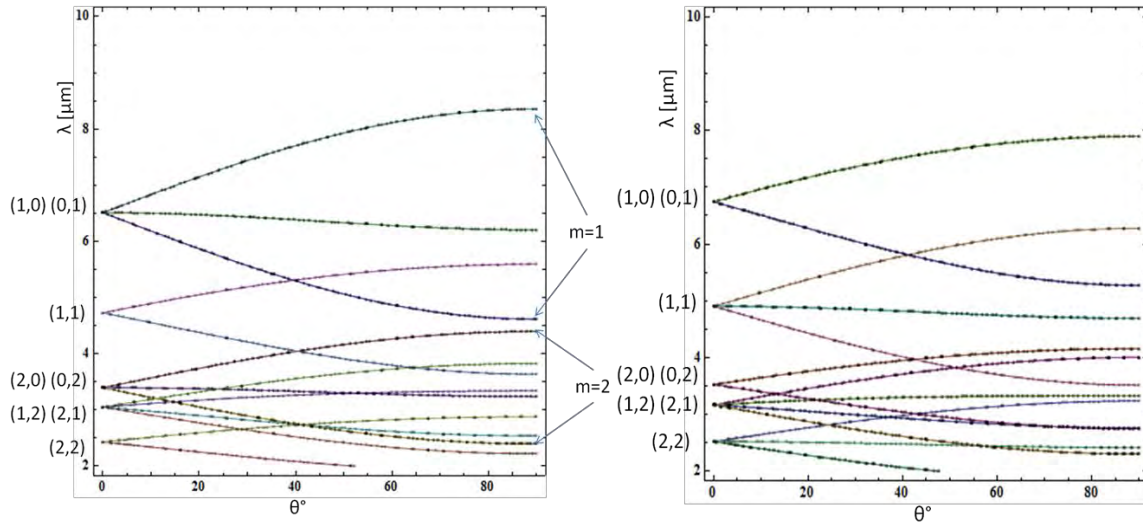 10
8
6
4
2
λ [μm]
(1,0) (0,1)
(1,1)
(2,0) (0,2)
(1,2) (2,1)
(2,2)
0 20 40 60 80
θ°
m=1
m=2
10
8
6
4
2
λ [μm]
(1,0) (0,1)
(1,1)
(2,0) (0,2)
(1,2) (2,1)
(2,2)
0 20 40 60 80
θ°